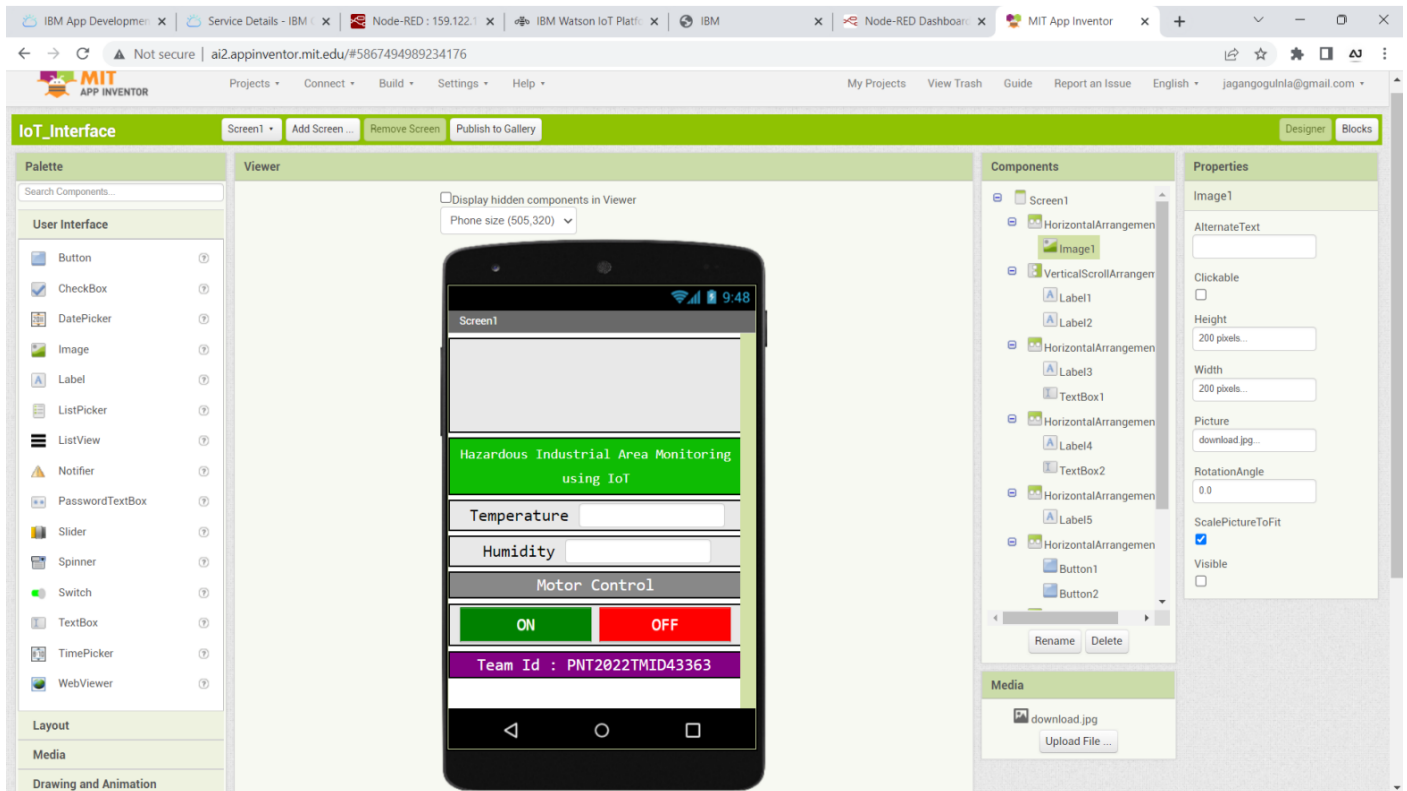 IBM App Developmen
Service Details - IBM C
Node-RED : 159.122.1
IBM Watson IoT Platfo
IBM
Node-RED Dashboard
MIT App Inventor
Not secure | ai2.appinventor.mit.edu/#5867494989234176
MIT
APP INVENTOR
Projects Connect Build Settings Help My Projects View Trash Guide Report an Issue English jagangogulnla@gmail.com
IoT_Interface Screen1 Add Screen ... Remove Screen Publish to Gallery Designer Blocks
Palette
Search Components...
User Interface
Button
CheckBox
DatePicker
Image
Label
ListPicker
ListView
Notifier
PasswordTextBox
Slider
Spinner
Switch
TextBox
TimePicker
WebViewer
Layout
Media
Drawing and Animation
Viewer
Display hidden components in Viewer
Phone size (505,320)
9:48
Screen1
Hazardous Industrial Area Monitoring
using IoT
Temperature
Humidity
Motor Control
ON OFF
Team Id : PNT2022TMID43363
Components
Screen1
HorizontalArrangemen
Image1
VerticalScrollArrangem
Label1
Label2
HorizontalArrangemen
Label3
TextBox1
HorizontalArrangemen
Label4
TextBox2
HorizontalArrangemen
Label5
HorizontalArrangemen
Button1
Button2
Rename Delete
Media
download.jpg
Upload File ...
Properties
Image1
AlternateText
Clickable
Height
200 pixels...
Width
200 pixels...
Picture
download.jpg...
RotationAngle
0.0
ScalePictureToFit
Visible